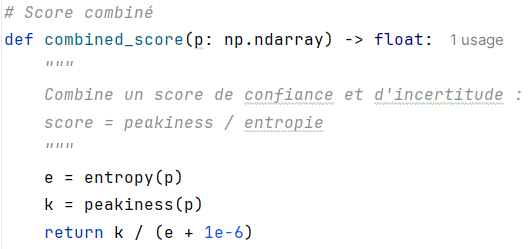 # Score combiné
def combined_score(p: np.ndarray) -> float: 1 usage
"""
Combine un score de confiance et d'incertitude :
score = peakiness / entropie
"""
e = entropy(p)
k = peakiness(p)
return k / (e + 1e-6)